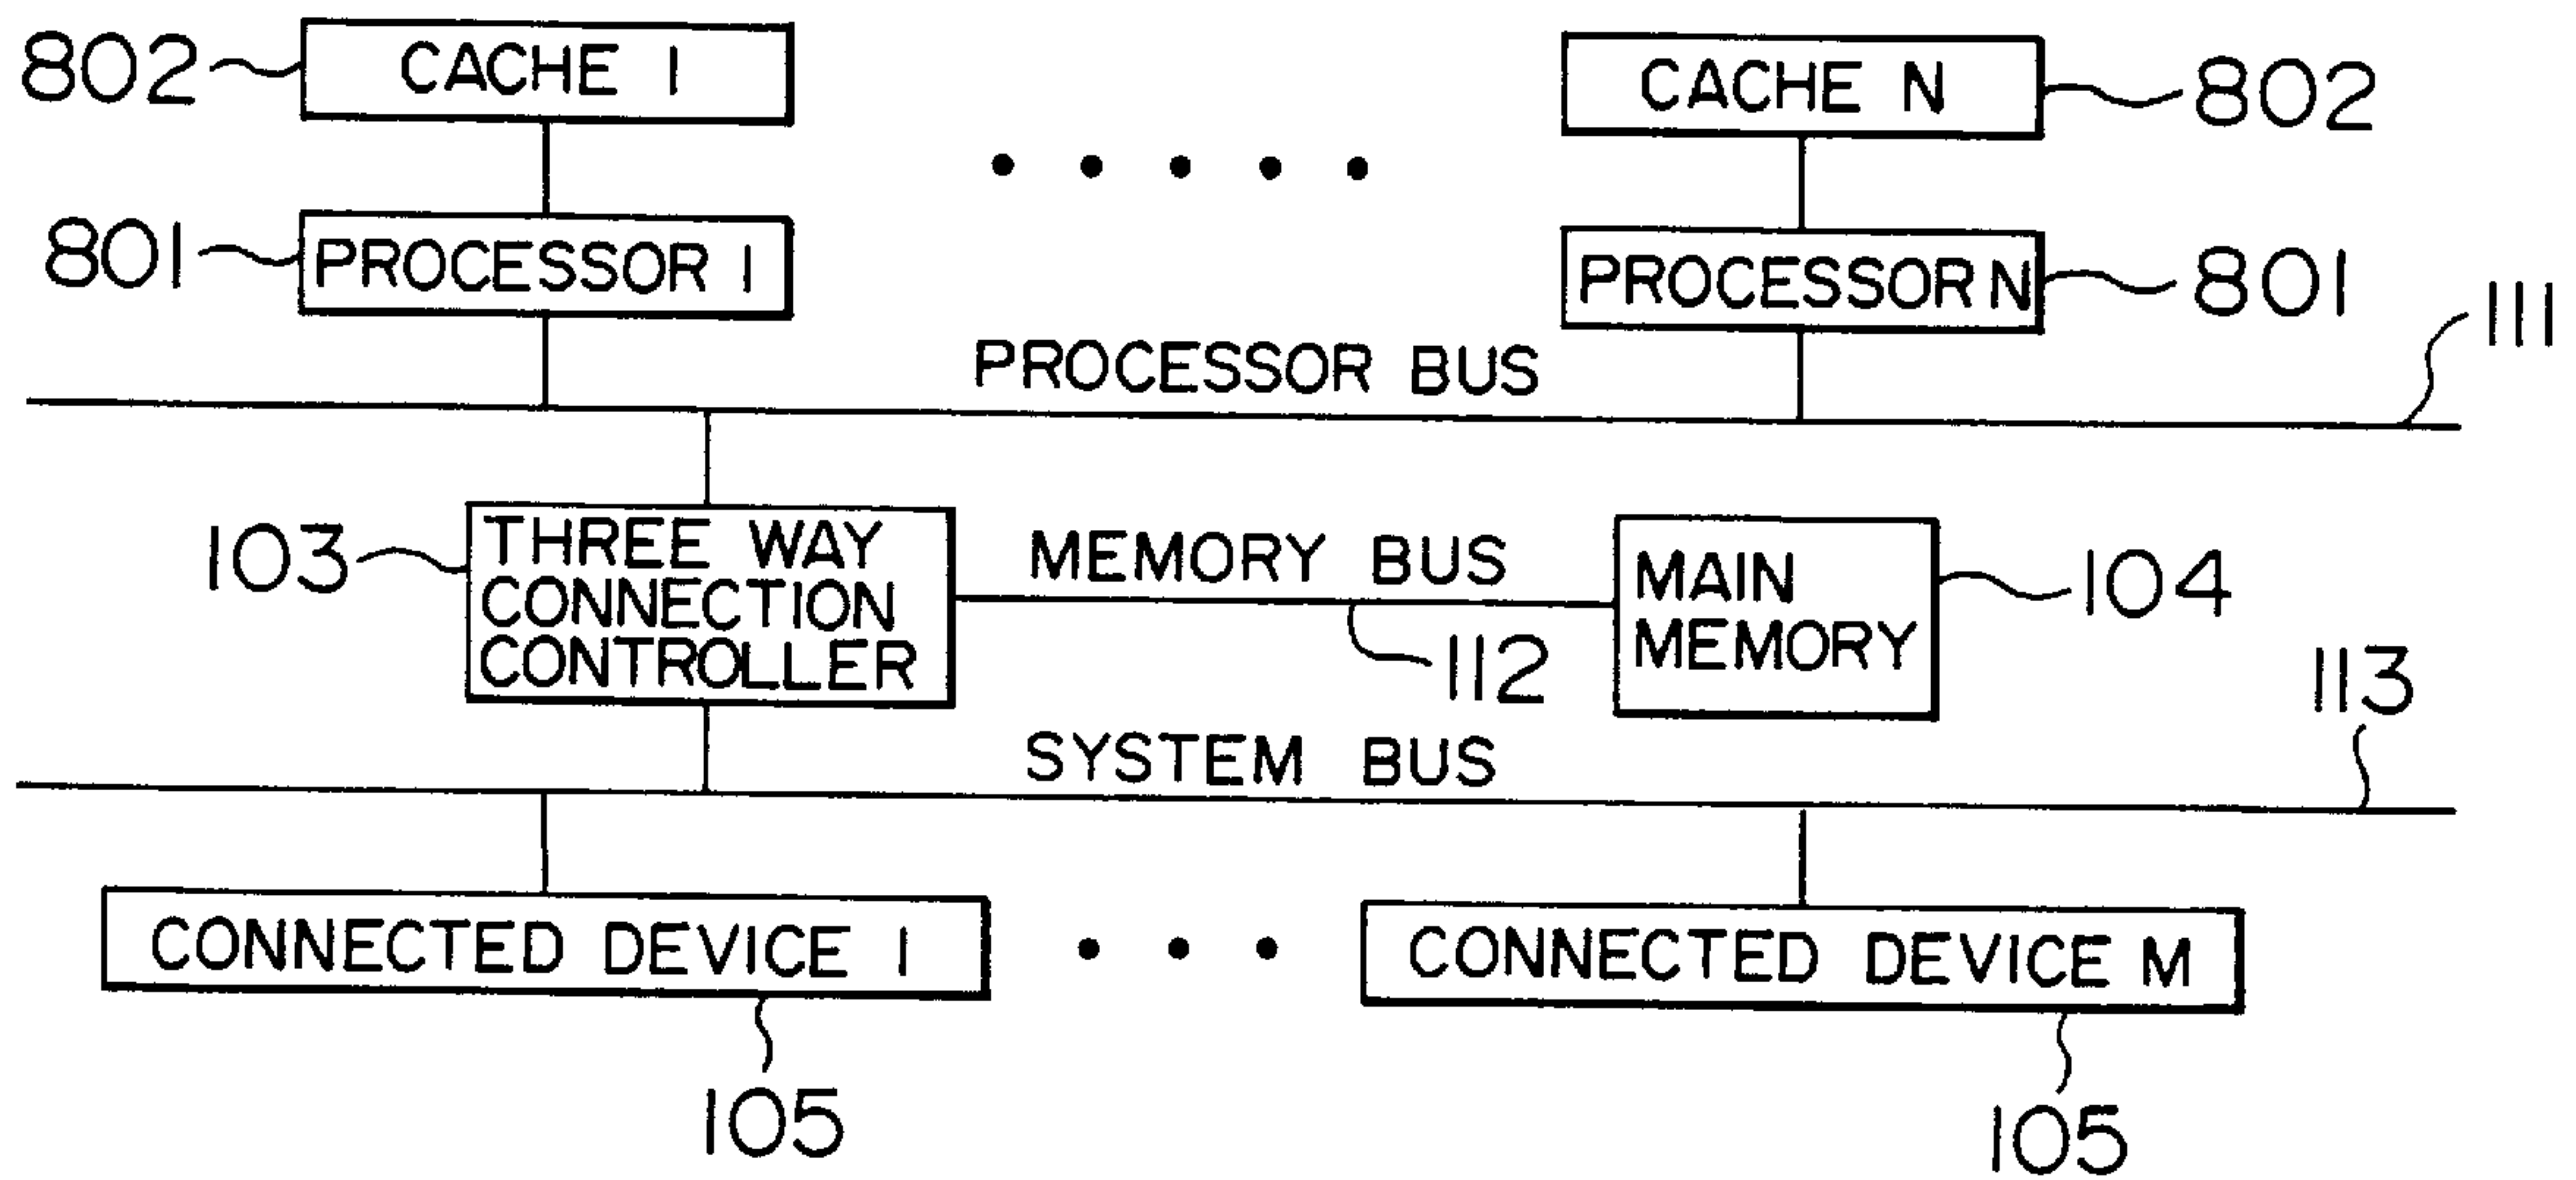 802
CACHE 1
CACHE N
802
801
PROCESSOR 1
PROCESSOR N
801
PROCESSOR BUS
111
103
THREE WAY
CONNECTION
CONTROLLER
MEMORY BUS
112
MAIN
MEMORY
104
113
SYSTEM BUS
CONNECTED DEVICE 1
CONNECTED DEVICE M
105
105